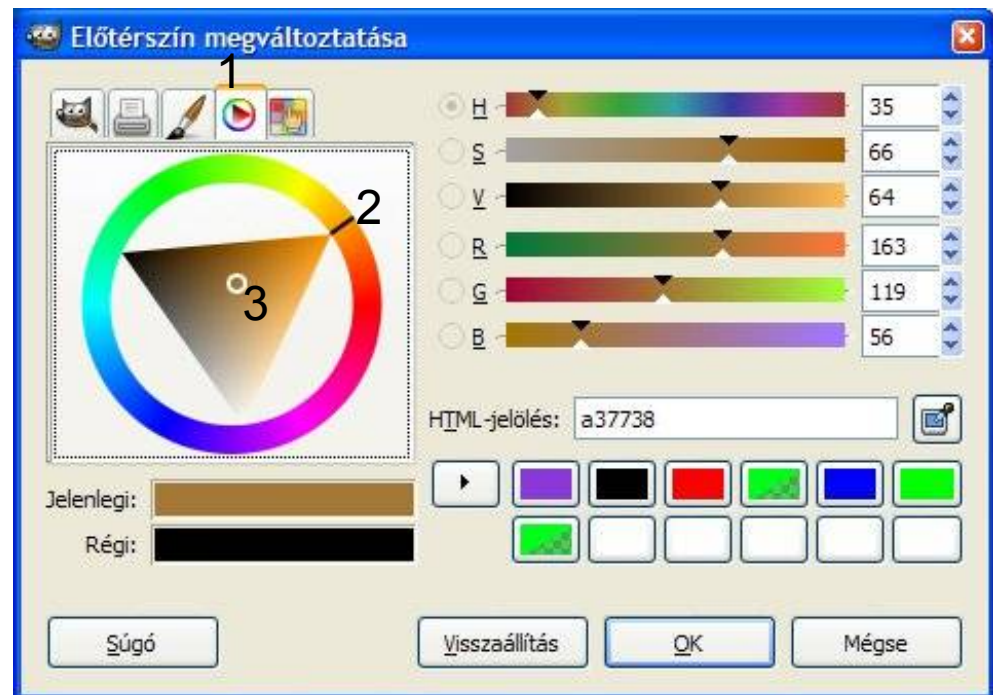 Előtérszín megváltoztatása
1
2
3
H 35
S 66
V 64
R 163
G 119
B 56
HTML-jelölés: a37738
Jelenlegi:
Régi:
Súgó
Visszaállítás
OK
Mégse